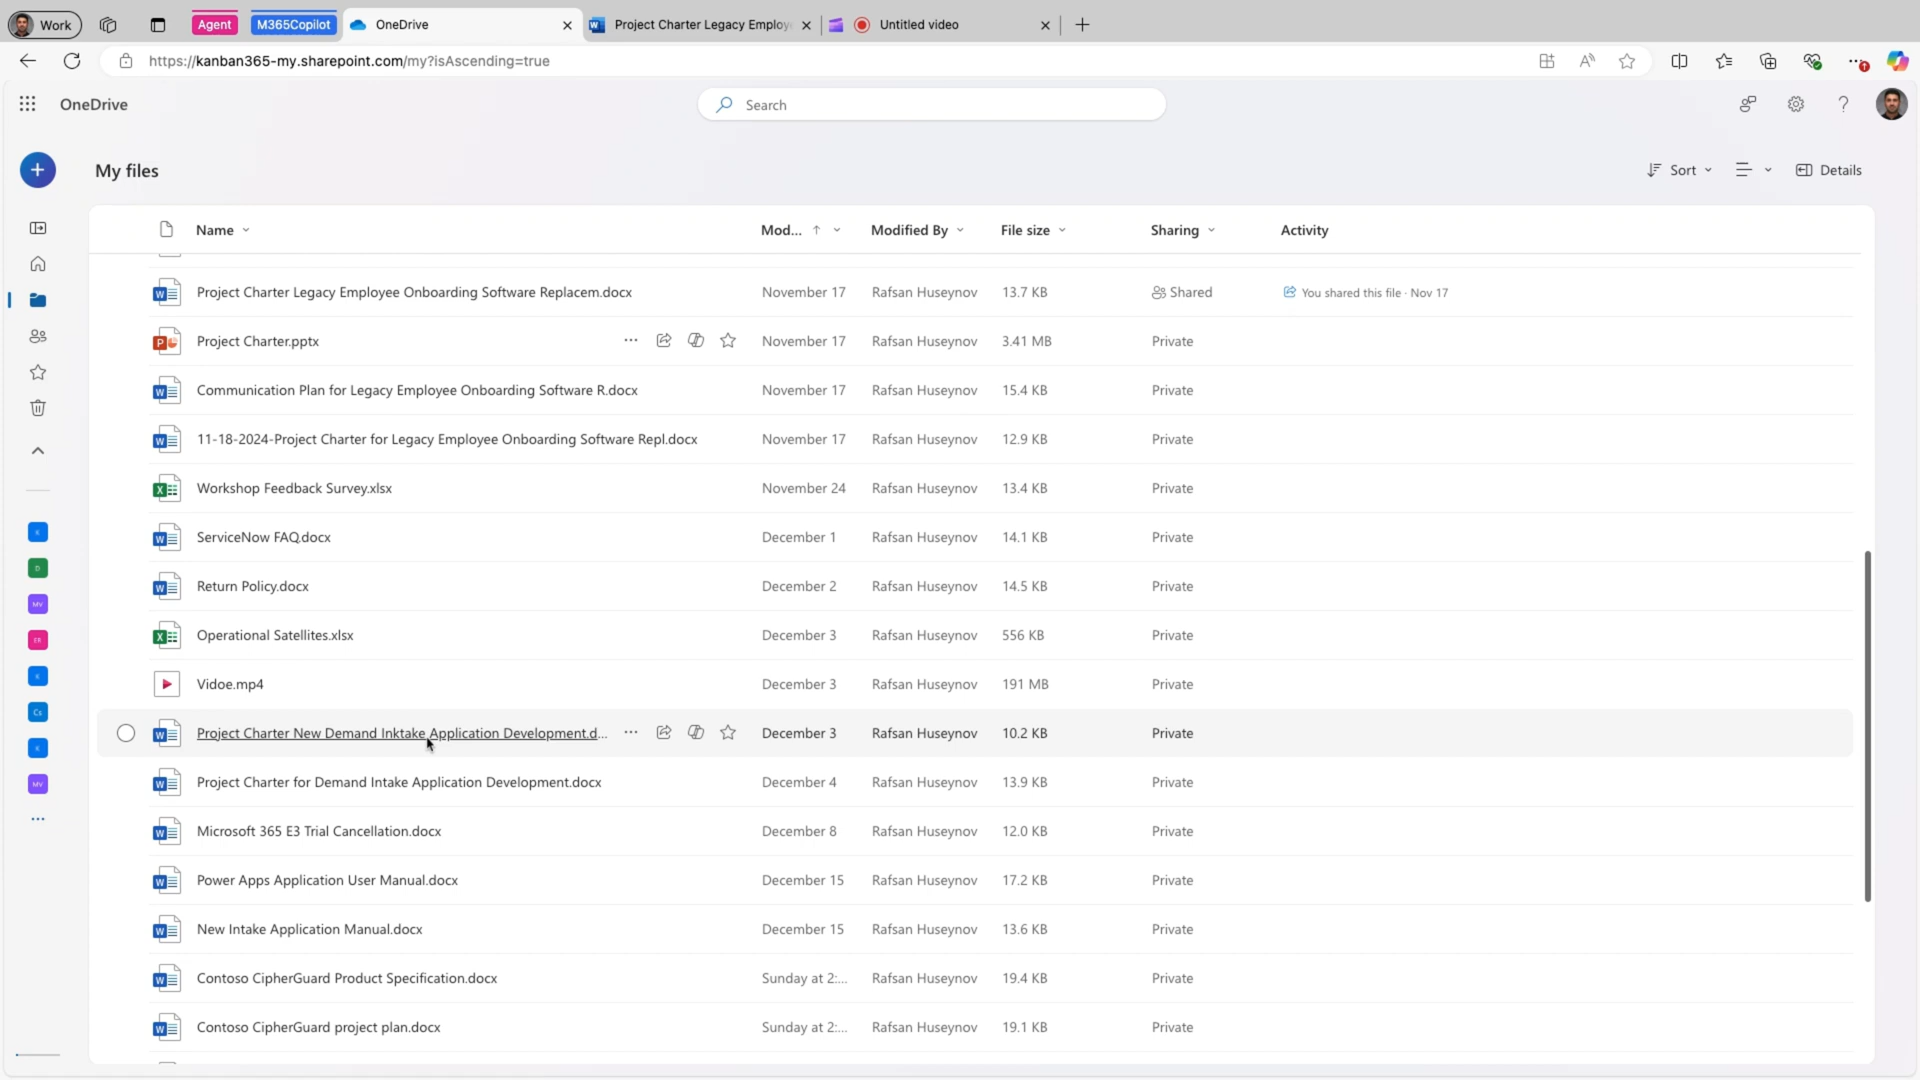 Work
Agent
M365Copilot
OneDrive
Project Charter Legacy Employ
Untitled video
https://kanban365-my.sharepoint.com/my?isAscending=true
OneDrive
Search
My files
Sort
Details
Name
Mod...
Modified By
File size
Sharing
Activity
Project Charter Legacy Employee Onboarding Software Replacem.docx November 17 Rafsan Huseynov 13.7 KB Shared You shared this file · Nov 17
Project Charter.pptx November 17 Rafsan Huseynov 3.41 MB Private
Communication Plan for Legacy Employee Onboarding Software R.docx November 17 Rafsan Huseynov 15.4 KB Private
11-18-2024-Project Charter for Legacy Employee Onboarding Software Repl.docx November 17 Rafsan Huseynov 12.9 KB Private
Workshop Feedback Survey.xlsx November 24 Rafsan Huseynov 13.4 KB Private
ServiceNow FAQ.docx December 1 Rafsan Huseynov 14.1 KB Private
Return Policy.docx December 2 Rafsan Huseynov 14.5 KB Private
Operational Satellites.xlsx December 3 Rafsan Huseynov 556 KB Private
Vidoe.mp4 December 3 Rafsan Huseynov 191 MB Private
Project Charter New Demand Inktake Application Development.d... December 3 Rafsan Huseynov 10.2 KB Private
Project Charter for Demand Intake Application Development.docx December 4 Rafsan Huseynov 13.9 KB Private
Microsoft 365 E3 Trial Cancellation.docx December 8 Rafsan Huseynov 12.0 KB Private
Power Apps Application User Manual.docx December 15 Rafsan Huseynov 17.2 KB Private
New Intake Application Manual.docx December 15 Rafsan Huseynov 13.6 KB Private
Contoso CipherGuard Product Specification.docx Sunday at 2:... Rafsan Huseynov 19.4 KB Private
Contoso CipherGuard project plan.docx Sunday at 2:... Rafsan Huseynov 19.1 KB Private
K
D
MV
ER
K
Cs
K
MV